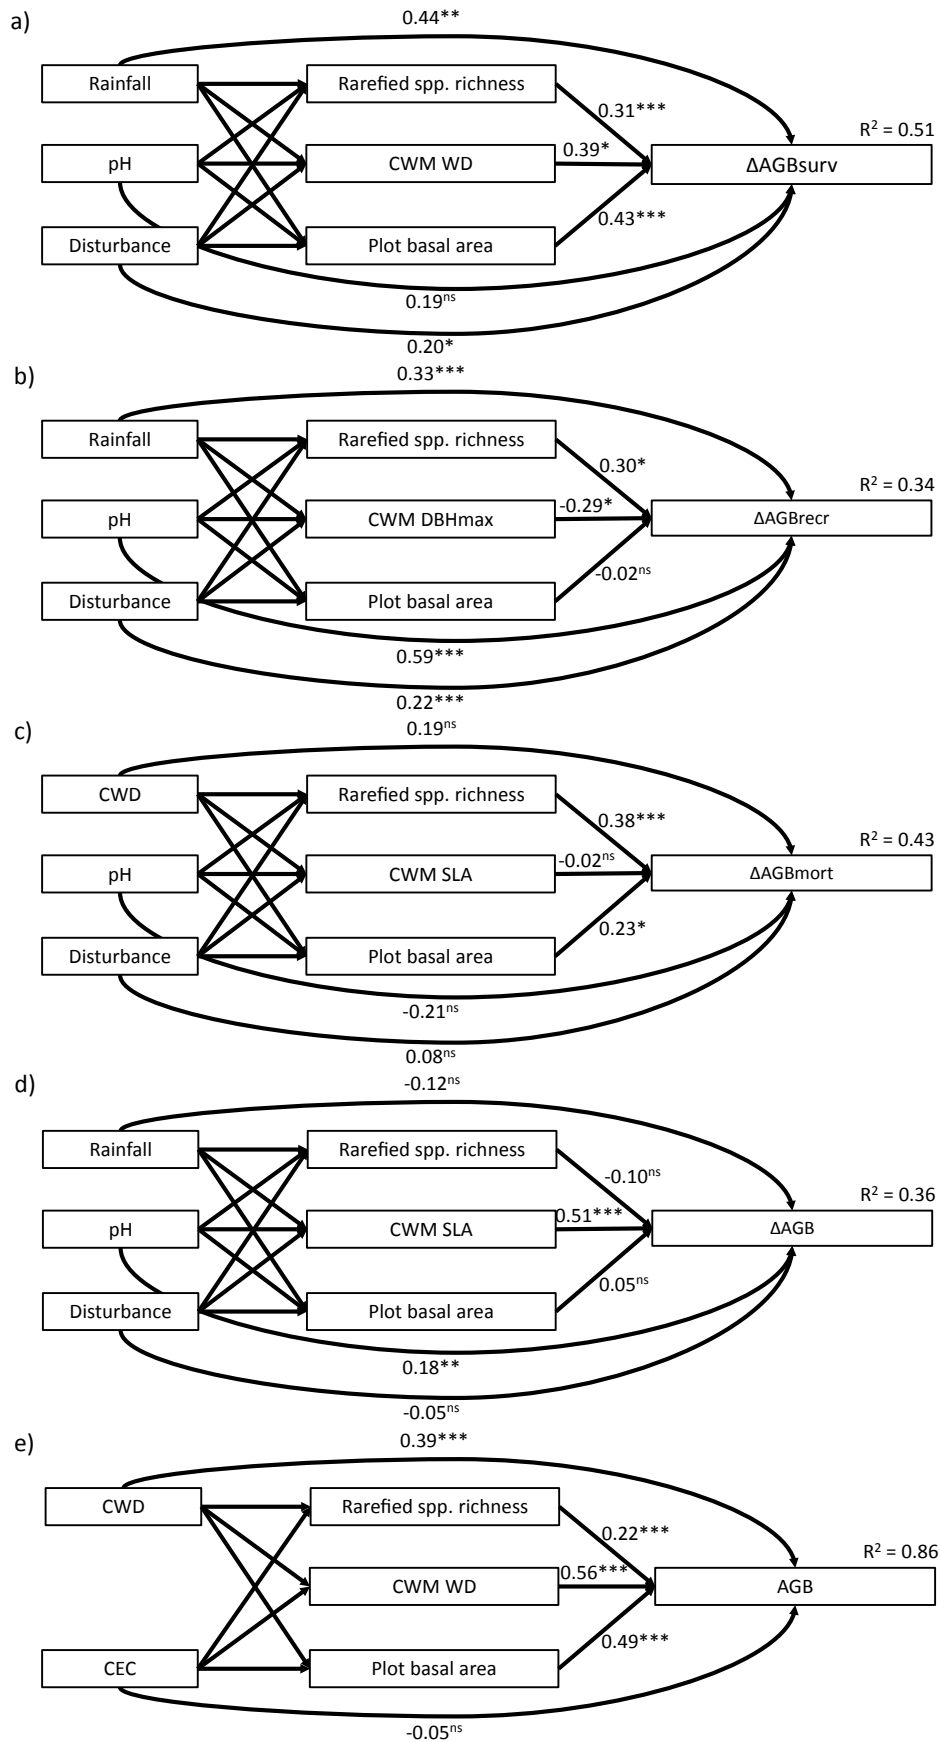 a)
0.44**
Rainfall
Rarefied spp. richness
0.31***
R² = 0.51
pH
CWM WD
0.39*
ΔAGBsurv
0.43***
Disturbance
Plot basal area
0.19ⁿˢ
0.20*
b)
0.33***
Rainfall
Rarefied spp. richness
0.30*
R² = 0.34
pH
CWM DBHmax
-0.29*
ΔAGBrecr
-0.02ⁿˢ
Disturbance
Plot basal area
0.59***
0.22***
c)
0.19ⁿˢ
CWD
Rarefied spp. richness
0.38***
R² = 0.43
pH
CWM SLA
-0.02ⁿˢ
ΔAGBmort
0.23*
Disturbance
Plot basal area
-0.21ⁿˢ
0.08ⁿˢ
d)
-0.12ⁿˢ
Rainfall
Rarefied spp. richness
-0.10ⁿˢ
R² = 0.36
pH
CWM SLA
0.51***
ΔAGB
0.05ⁿˢ
Disturbance
Plot basal area
0.18**
-0.05ⁿˢ
e)
0.39***
CWD
Rarefied spp. richness
0.22***
R² = 0.86
CWM WD
0.56***
AGB
0.49***
CEC
Plot basal area
-0.05ⁿˢ